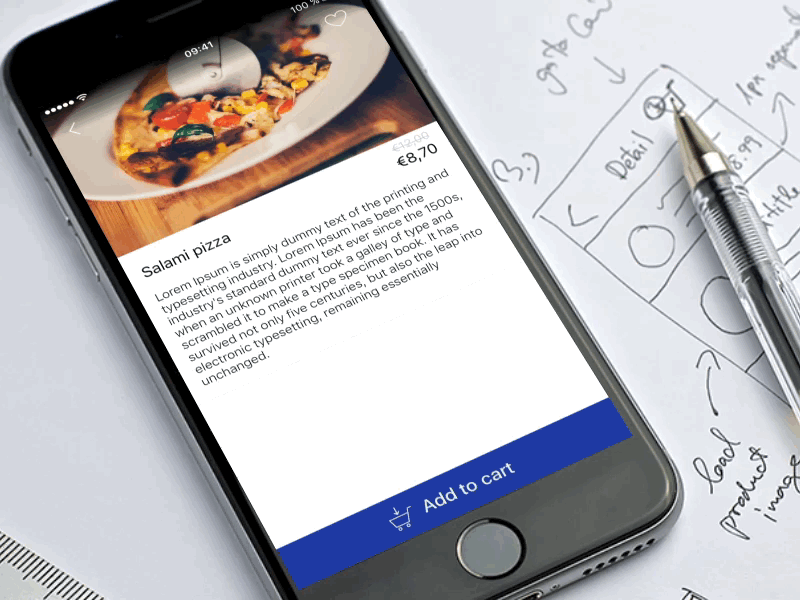 100 %
09:41
€12,00
€8,70
Salami pizza
Lorem Ipsum is simply dummy text of the printing and
typesetting industry. Lorem Ipsum has been the
industry's standard dummy text ever since the 1500s,
when an unknown printer took a galley of type and
scrambled it to make a type specimen book. It has
survived not only five centuries, but also the leap into
electronic typesetting, remaining essentially
unchanged.
Add to cart
3.)
Detail
8.99
load
product
image